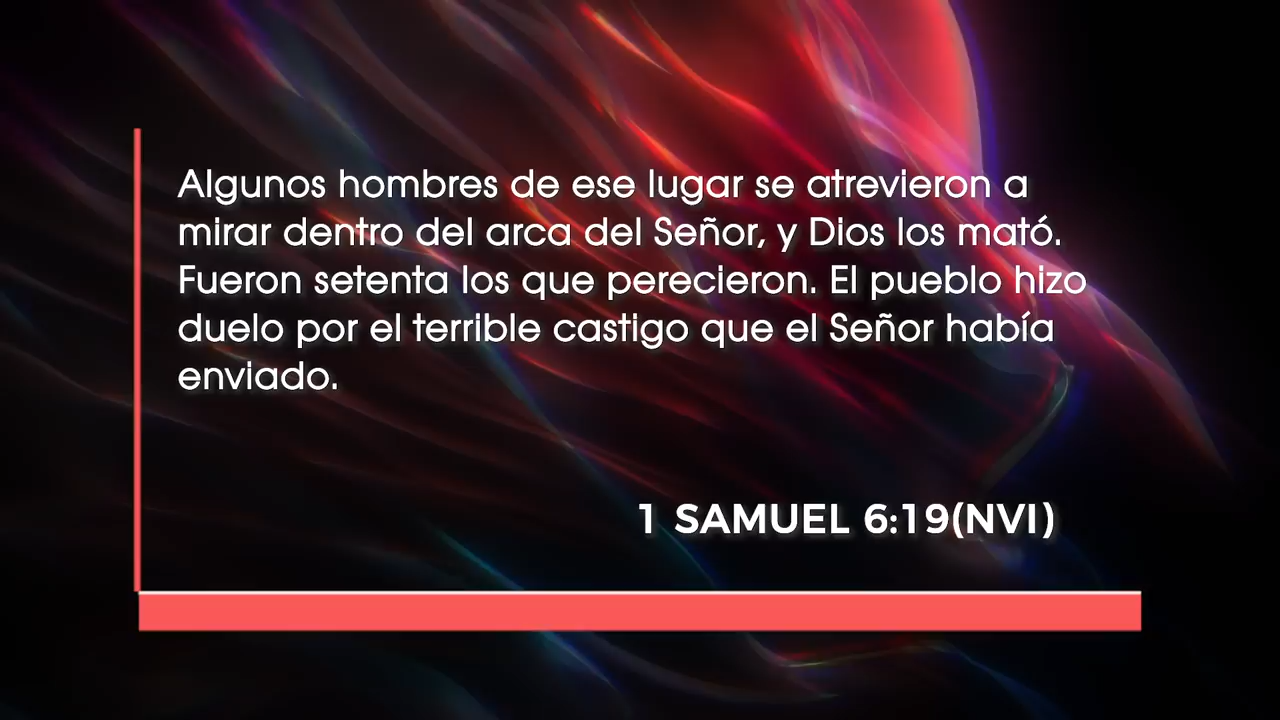 Algunos hombres de ese lugar se atrevieron a
mirar dentro del arca del Señor, y Dios los mató.
Fueron setenta los que perecieron. El pueblo hizo
duelo por el terrible castigo que el Señor había
enviado.
1 SAMUEL 6:19(NVI)